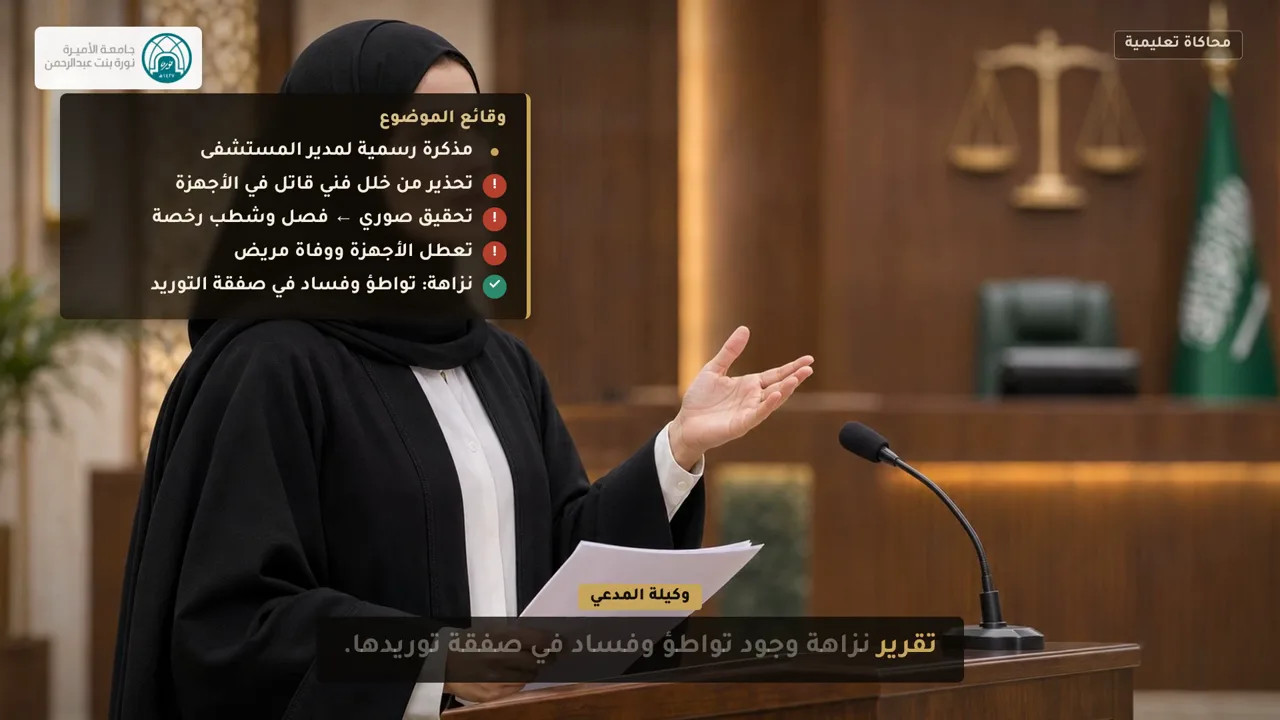 جامعة الأميرة
نورة بنت عبدالرحمن
محاكاة تعليمية
وقائع الموضوع
مذكرة رسمية لمدير المستشفى
! تحذير من خلل فني قاتل في الأجهزة
! تحقيق صوري ← فصل وشطب رخصة
! تعطل الأجهزة ووفاة مريض
نزاهة: تواطؤ وفساد في صفقة التوريد
وكيلة المدعي
تقرير نزاهة وجود تواطؤ وفساد في صفقة توريدها.